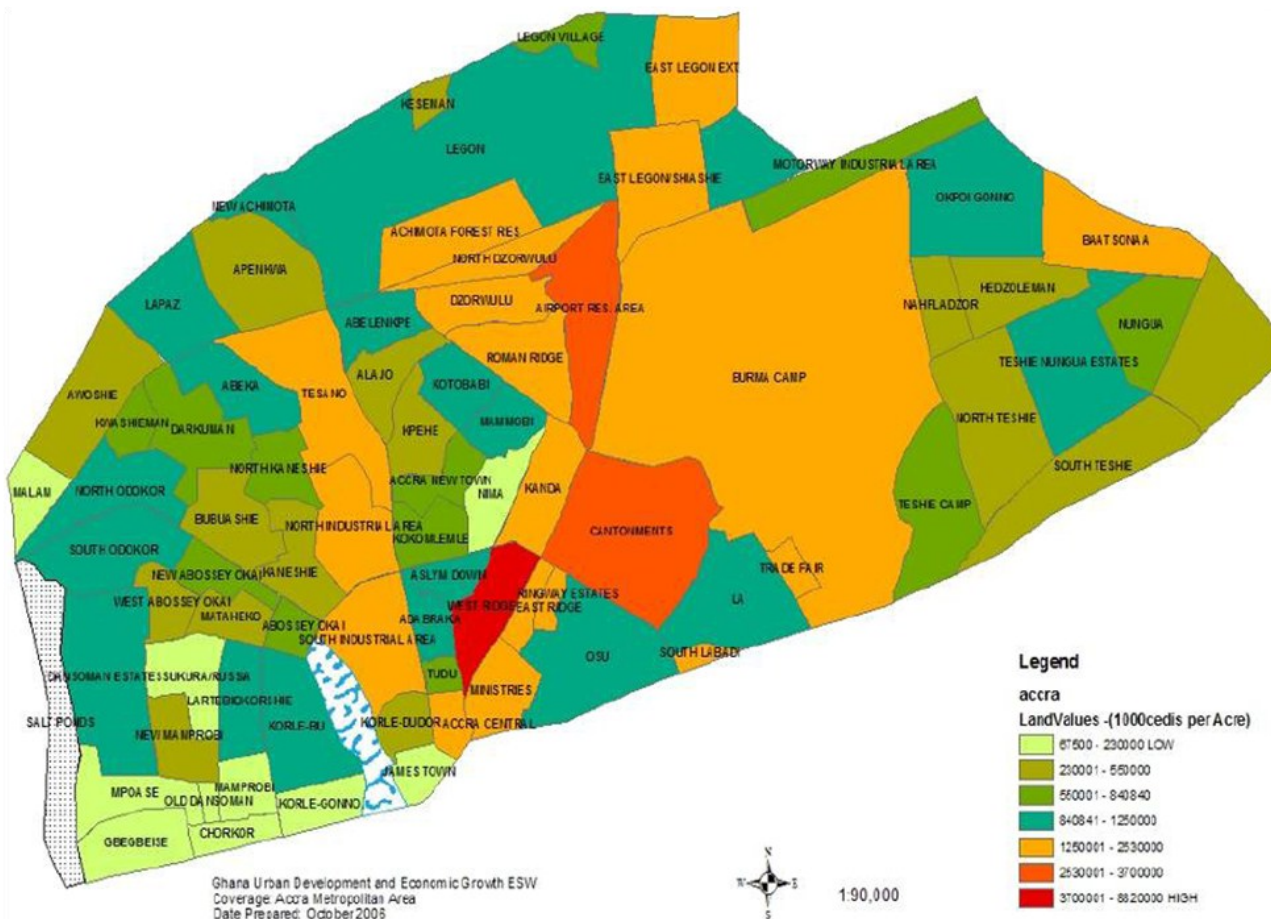 LEGON VILLAGE
EAST LEGON EXT.
KESEMAN
LEGON
MOTORWAY INDUSTRIAL AREA
EAST LEGON/SHIASHIE
OKPOI GONNO
NEW ACHIMOTA
ACHIMOTA FOREST RES.
BAATSONAA
NORTH DZORWULU
APENKWA
HEDZOLEMAN
DZORWULU
NAHFLADZOR
LAPAZ
AIRPORT RES. AREA
ABELENKPE
NUNGUA
ROMAN RIDGE
TESHIE NUNGUA ESTATES
ALAJO
KOTOBABI
BURMA CAMP
ABEKA
TESANO
AWOSHIE
NORTH TESHIE
MAMMOBI
KWASHIEMAN
DARKUMAN
KPEHE
SOUTH TESHIE
NORTH KANESHIE
ACCRA NEW TOWN
KANDA
NORTH ODOKOR
MALAM
NIMA
TESHIE CAMP
BUBUASHIE
NORTH INDUSTRIAL AREA
CANTONMENTS
KOKOMLEMLE
SOUTH ODOKOR
TRADE FAIR
ASLYM DOWN
NEW ABOSSEY OKAI
KANESHIE
RINGWAY ESTATES
WEST ABOSSEY OKAI
WEST RIDGE
EAST RIDGE
LA
MATAHEKO
ADABRAKA
ABOSSEY OKAI
SOUTH INDUSTRIAL AREA
SOUTH LABADI
OSU
TUDU
DANSOMAN ESTATES
SUKURA/RUSSA
MINISTRIES
LARTEBIOKORSHIE
SALT PONDS
KORLE-BU
KORLE-DUDOR
ACCRA CENTRAL
NEW MAMPROBI
JAMES TOWN
MPOASE
MAMPROBI
OLD DANSOMAN
KORLE-GONNO
CHORKOR
GBEGBEISE
Legend
accra
LandValues -(1000cedis per Acre)
67500 - 230000 LOW
230001 - 550000
550001 - 840840
840841 - 1250000
1250001 - 2530000
2530001 - 3700000
3700001 - 8820000 HIGH
N
W E
S
1:90,000
Ghana Urban Development and Economic Growth ESW
Coverage: Accra Metropolitan Area
Date Prepared: October 2006